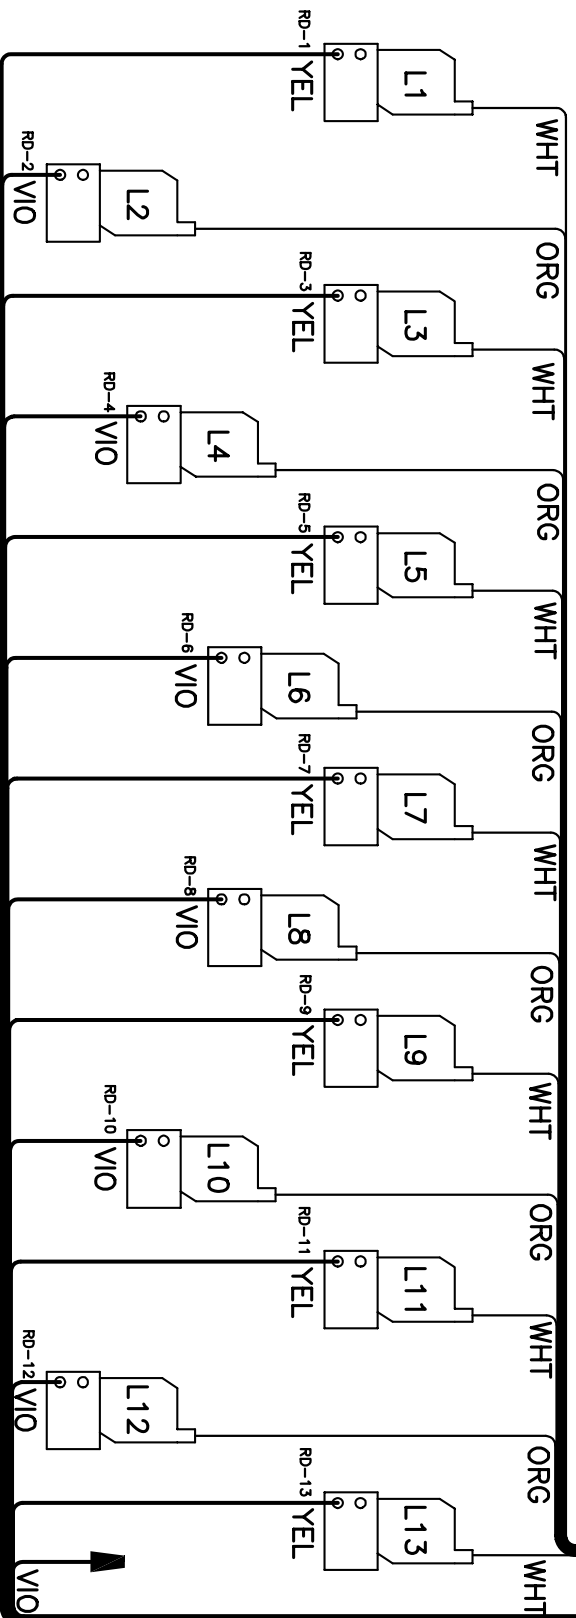 RD-1
YEL
L1
WHT
RD-2
VIO
L2
ORG
RD-3
YEL
L3
WHT
RD-4
VIO
L4
ORG
RD-5
YEL
L5
WHT
RD-6
VIO
L6
ORG
RD-7
YEL
L7
WHT
RD-8
VIO
L8
ORG
RD-9
YEL
L9
WHT
RD-10
VIO
L10
ORG
RD-11
YEL
L11
WHT
RD-12
VIO
L12
ORG
RD-13
YEL
L13
WHT
VIO